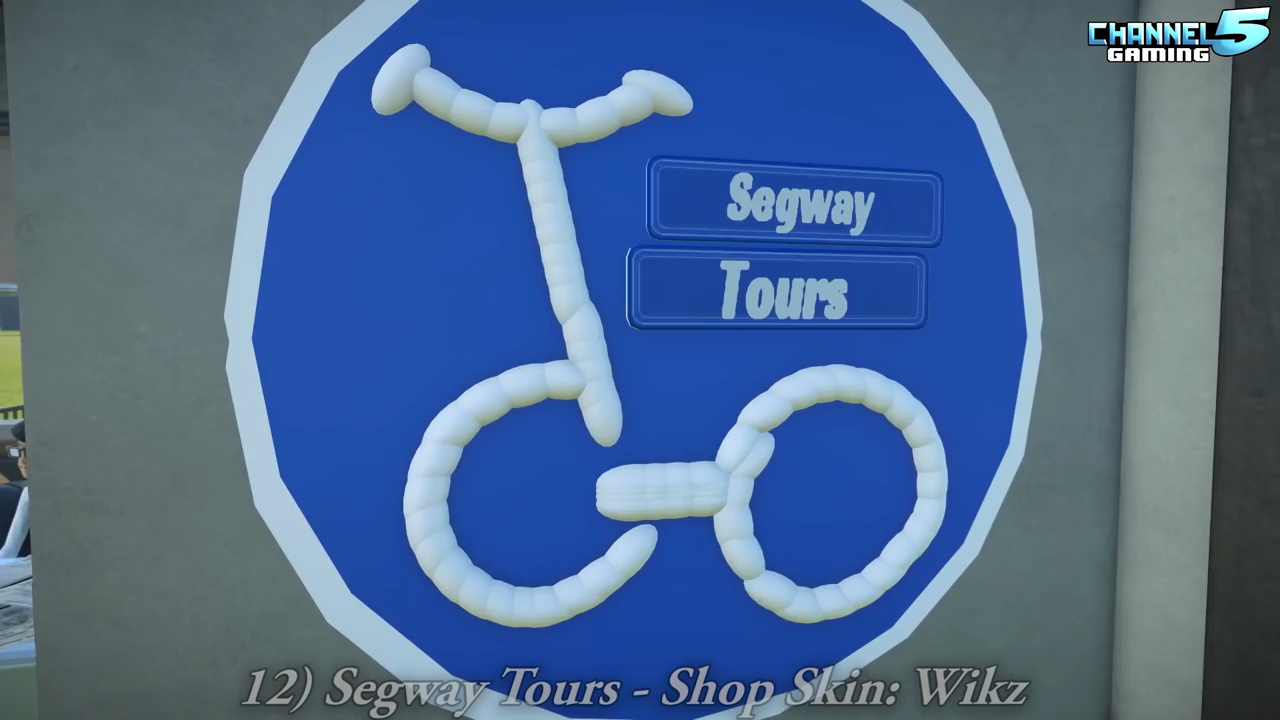 CHANNEL 5
GAMING
Segway
Tours
12) Segway Tours - Shop Skin: Wikz